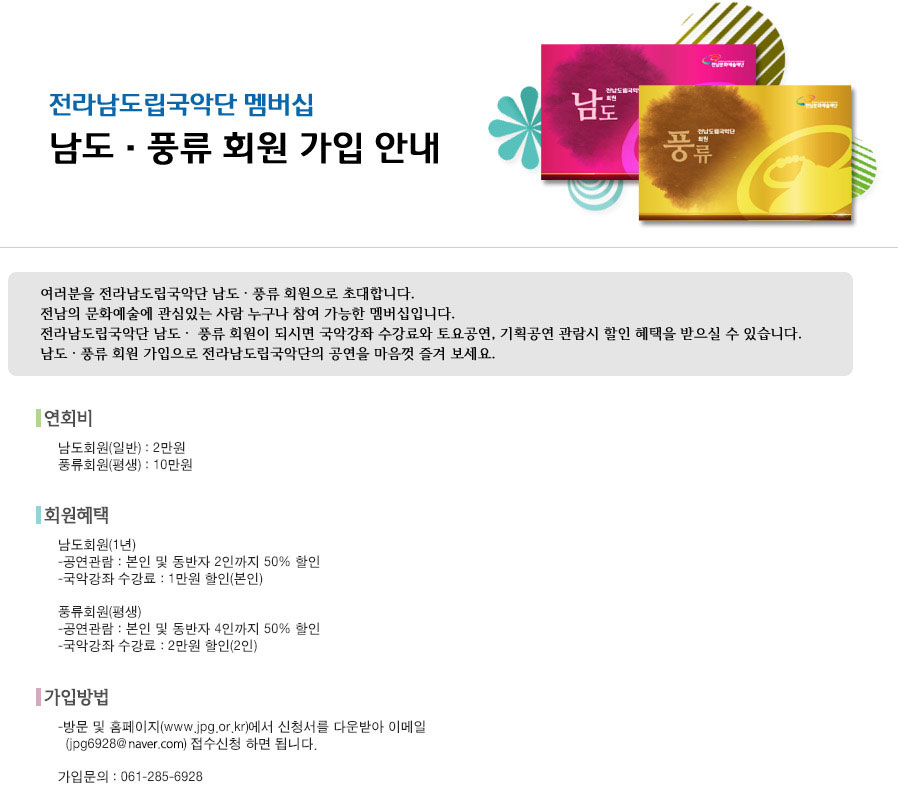 전라남도립국악단 멤버십
남도 · 풍류 회원 가입 안내
전남문화예술재단
남도
전남도립국악단
회원
전남문화예술재단
풍류
전남도립국악단
회원
여러분을 전라남도립국악단 남도 · 풍류 회원으로 초대합니다.
전남의 문화예술에 관심있는 사람 누구나 참여 가능한 멤버십입니다.
전라남도립국악단 남도 · 풍류 회원이 되시면 국악강좌 수강료와 토요공연, 기획공연 관람시 할인 혜택을 받으실 수 있습니다.
남도 · 풍류 회원 가입으로 전라남도립국악단의 공연을 마음껏 즐겨 보세요.
연회비
남도회원(일반) : 2만원
풍류회원(평생) : 10만원
회원혜택
남도회원(1년)
-공연관람 : 본인 및 동반자 2인까지 50% 할인
-국악강좌 수강료 : 1만원 할인(본인)
풍류회원(평생)
-공연관람 : 본인 및 동반자 4인까지 50% 할인
-국악강좌 수강료 : 2만원 할인(2인)
가입방법
-방문 및 홈페이지(www.jpg.or.kr)에서 신청서를 다운받아 이메일
(jpg6928@naver.com) 접수신청 하면 됩니다.
가입문의 : 061-285-6928